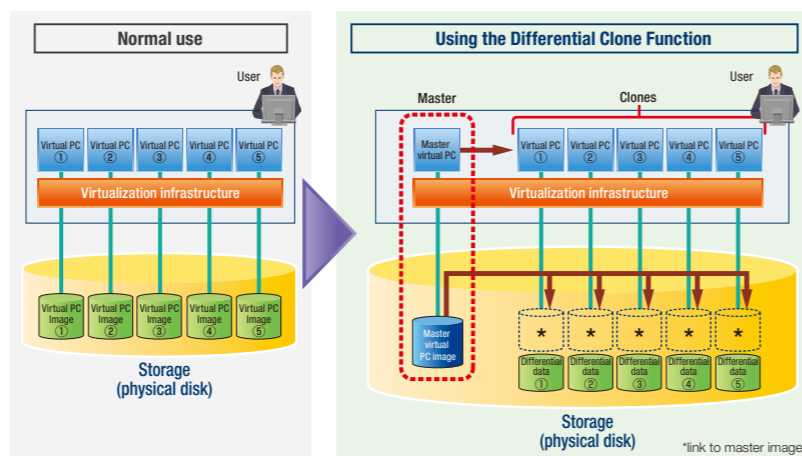 Normal use
User
Virtual PC
①
Virtual PC
②
Virtual PC
③
Virtual PC
④
Virtual PC
⑤
Virtualization infrastructure
Virtual PC
Image
①
Virtual PC
Image
②
Virtual PC
Image
③
Virtual PC
Image
④
Virtual PC
Image
⑤
Storage
(physical disk)
Using the Differential Clone Function
User
Master
Clones
Master
virtual PC
Virtual PC
①
Virtual PC
②
Virtual PC
③
Virtual PC
④
Virtual PC
⑤
Virtualization infrastructure
Master
virtual
PC image
*
*
*
*
*
Differential
data
①
Differential
data
②
Differential
data
③
Differential
data
④
Differential
data
⑤
Storage
(physical disk)
*link to master image